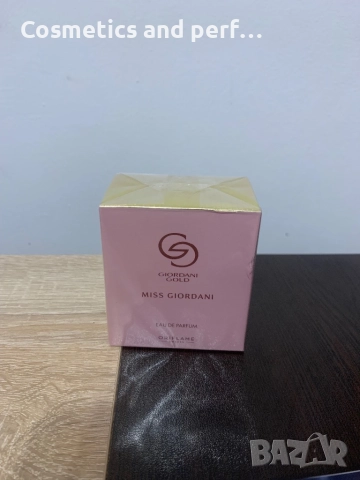 Cosmetics and perf…
GIORDANI
GOLD
MISS GIORDANI
EAU DE PARFUM
ORIFLAME
BAZAR